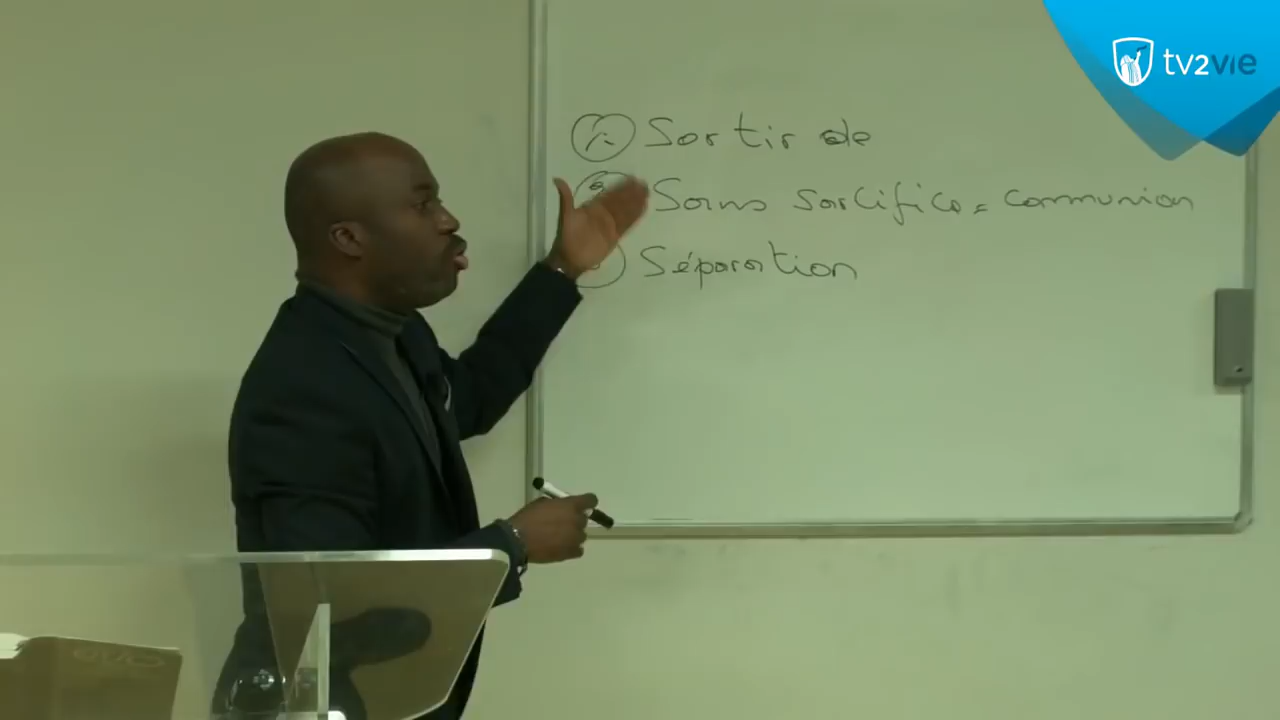 tv2vie
1. Sortir de
Sans sacrifice = communion
Séparation